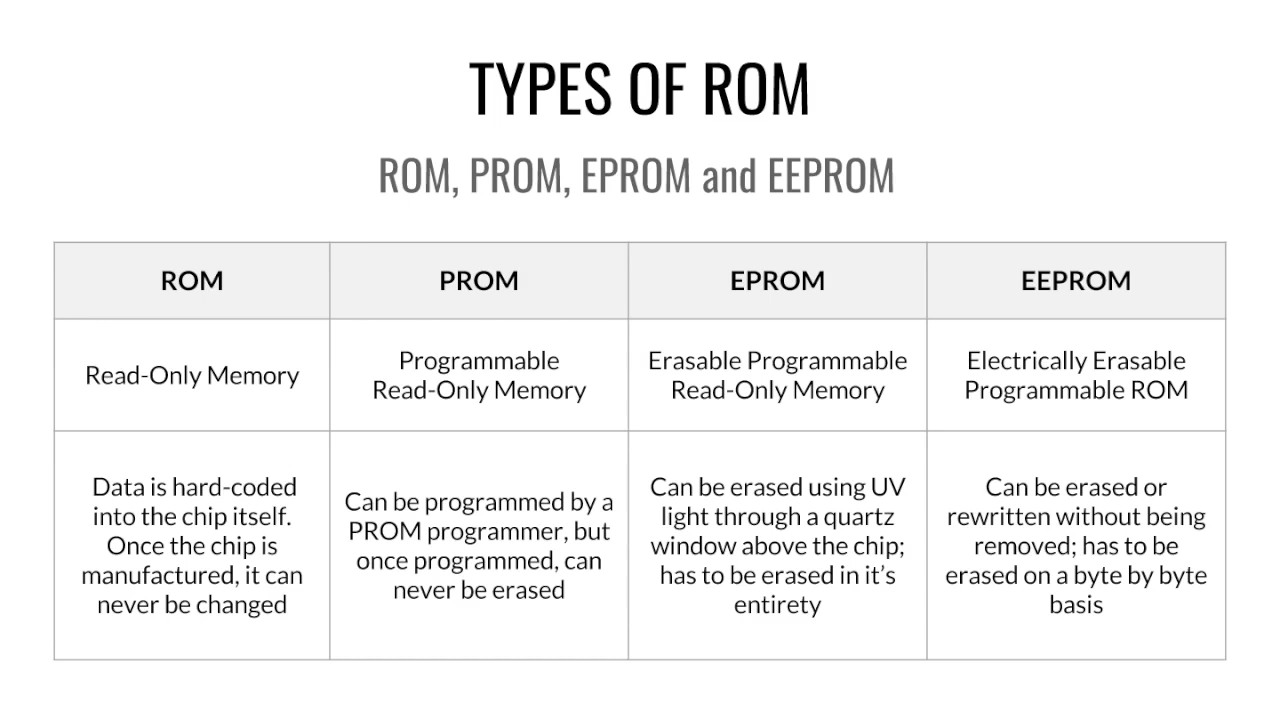 TYPES OF ROM
ROM, PROM, EPROM and EEPROM
ROM
PROM
EPROM
EEPROM
Read-Only Memory
Programmable
Read-Only Memory
Erasable Programmable
Read-Only Memory
Electrically Erasable
Programmable ROM
Data is hard-coded
into the chip itself.
Once the chip is
manufactured, it can
never be changed
Can be programmed by a
PROM programmer, but
once programmed, can
never be erased
Can be erased using UV
light through a quartz
window above the chip;
has to be erased in it’s
entirety
Can be erased or
rewritten without being
removed; has to be
erased on a byte by byte
basis